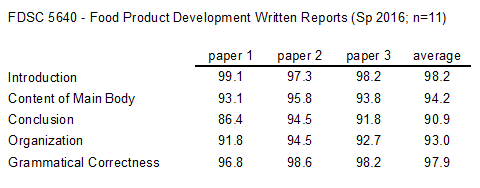 FDSC 5640 - Food Product Development Written Reports (Sp 2016; n=11)
paper 1 paper 2 paper 3 average
Introduction 99.1 97.3 98.2 98.2
Content of Main Body 93.1 95.8 93.8 94.2
Conclusion 86.4 94.5 91.8 90.9
Organization 91.8 94.5 92.7 93.0
Grammatical Correctness 96.8 98.6 98.2 97.9